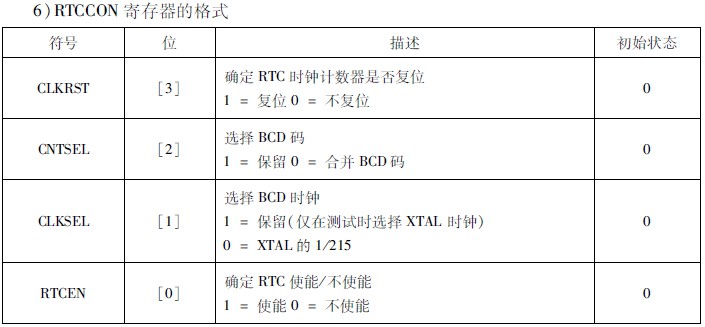 6)RTCCON 寄存器的格式
符号 位 描述 初始状态
CLKRST [3] 确定 RTC 时钟计数器是否复位 0
1 = 复位 0 = 不复位
CNTSEL [2] 选择 BCD 码 0
1 = 保留 0 = 合并 BCD 码
CLKSEL [1] 选择 BCD 时钟 0
1 = 保留(仅在测试时选择 XTAL 时钟)
0 = XTAL 的 1/215
RTCEN [0] 确定 RTC 使能/不使能 0
1 = 使能 0 = 不使能